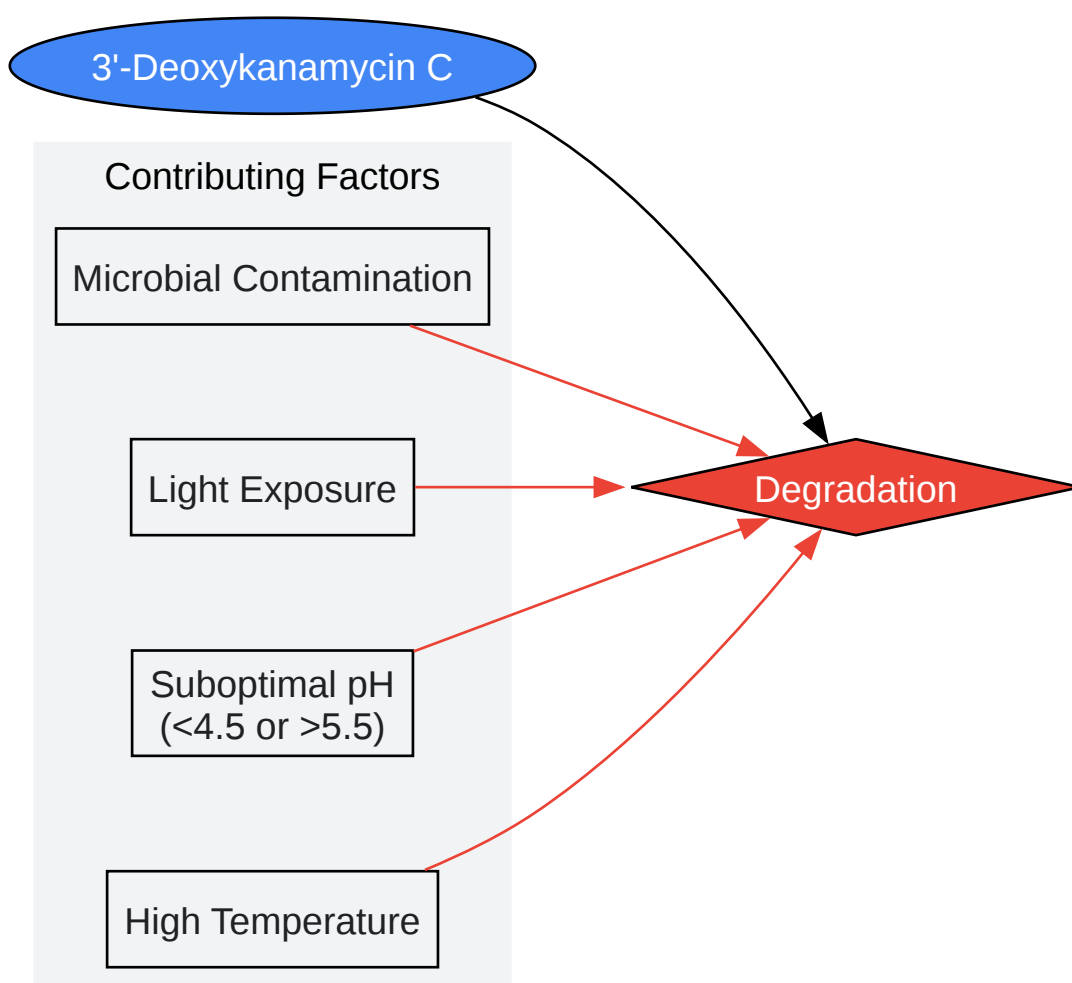 3'-Deoxykanamycin C
Contributing Factors
Microbial Contamination
Light Exposure
Degradation
Suboptimal pH
(<4.5 or >5.5)
High Temperature